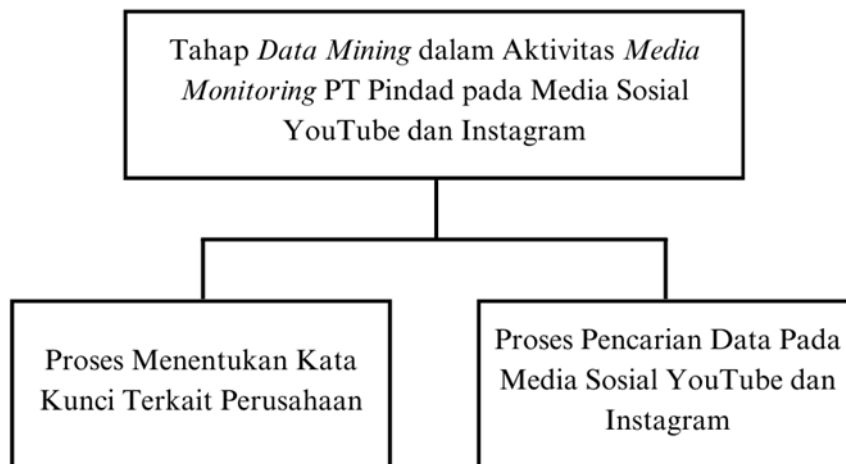 Tahap Data Mining dalam Aktivitas Media
Monitoring PT Pindad pada Media Sosial
YouTube dan Instagram
Proses Menentukan Kata
Kunci Terkait Perusahaan
Proses Pencarian Data Pada
Media Sosial YouTube dan
Instagram